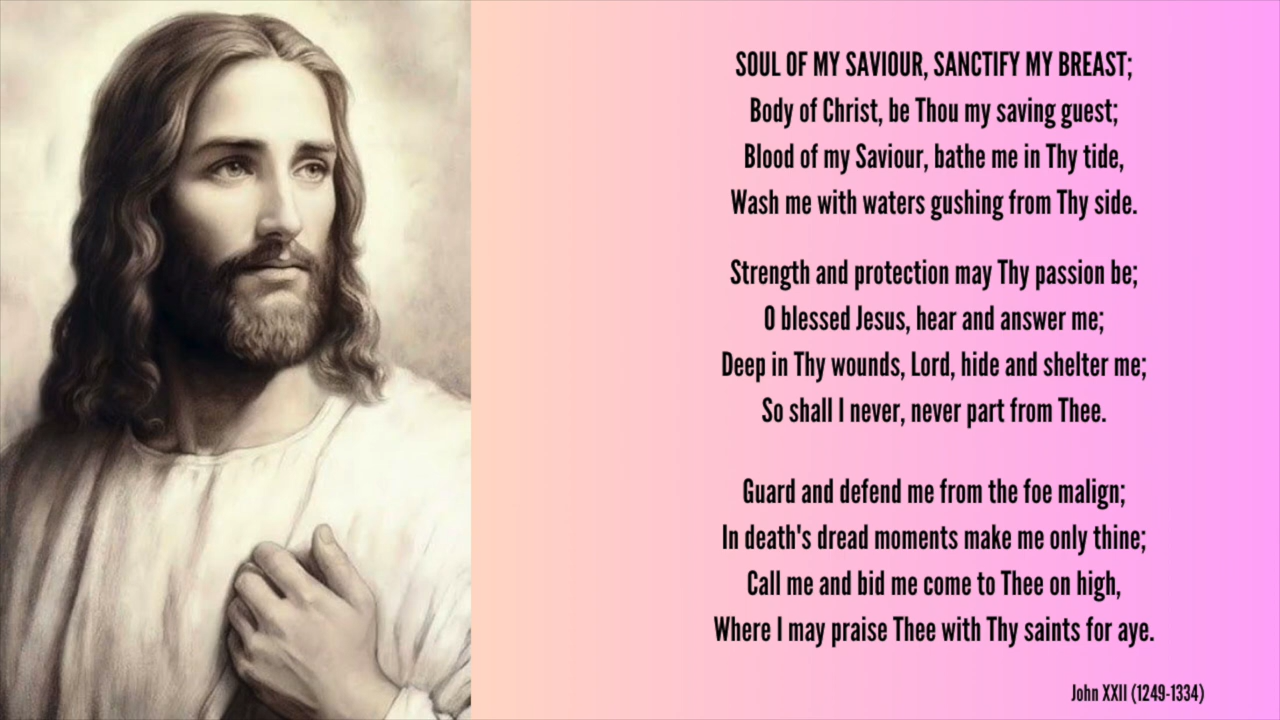 SOUL OF MY SAVIOUR, SANCTIFY MY BREAST;
Body of Christ, be Thou my saving guest;
Blood of my Saviour, bathe me in Thy tide,
Wash me with waters gushing from Thy side.
Strength and protection may Thy passion be;
O blessed Jesus, hear and answer me;
Deep in Thy wounds, Lord, hide and shelter me;
So shall I never, never part from Thee.
Guard and defend me from the foe malign;
In death's dread moments make me only thine;
Call me and bid me come to Thee on high,
Where I may praise Thee with Thy saints for aye.
John XXII (1249-1334)